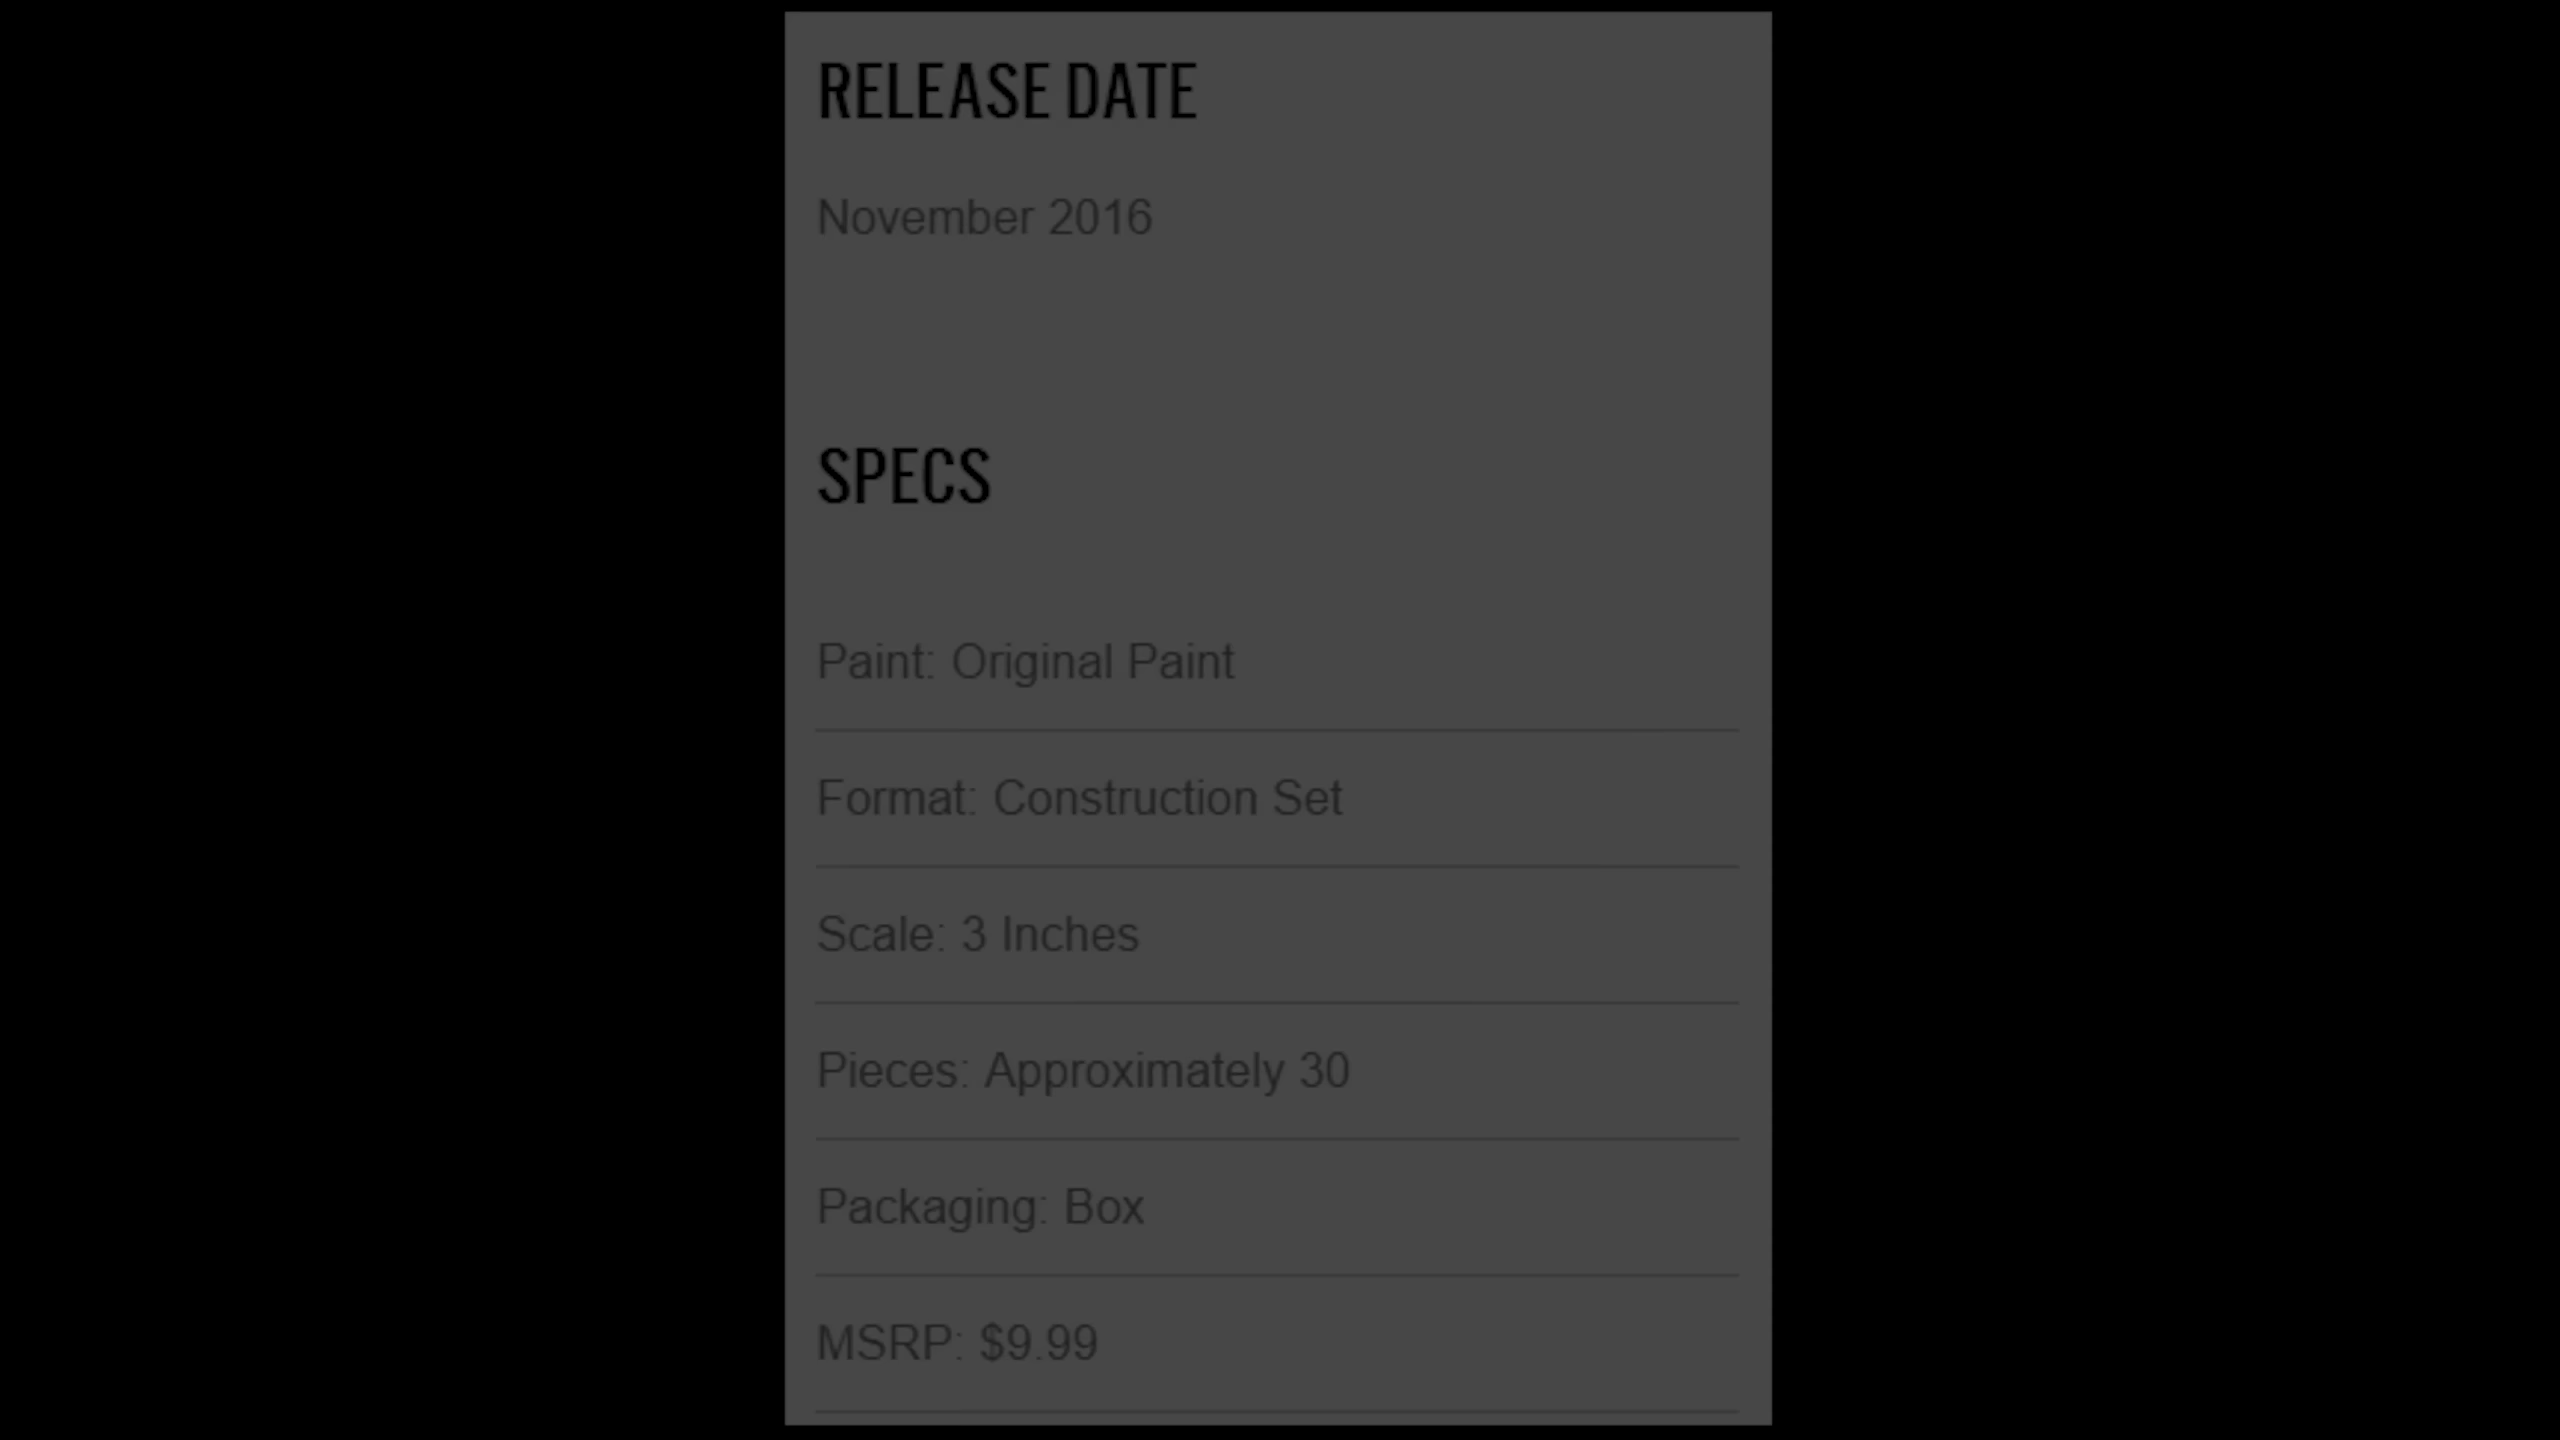 RELEASE DATE
November 2016
SPECS
Paint: Original Paint
Format: Construction Set
Scale: 3 Inches
Pieces: Approximately 30
Packaging: Box
MSRP: $9.99